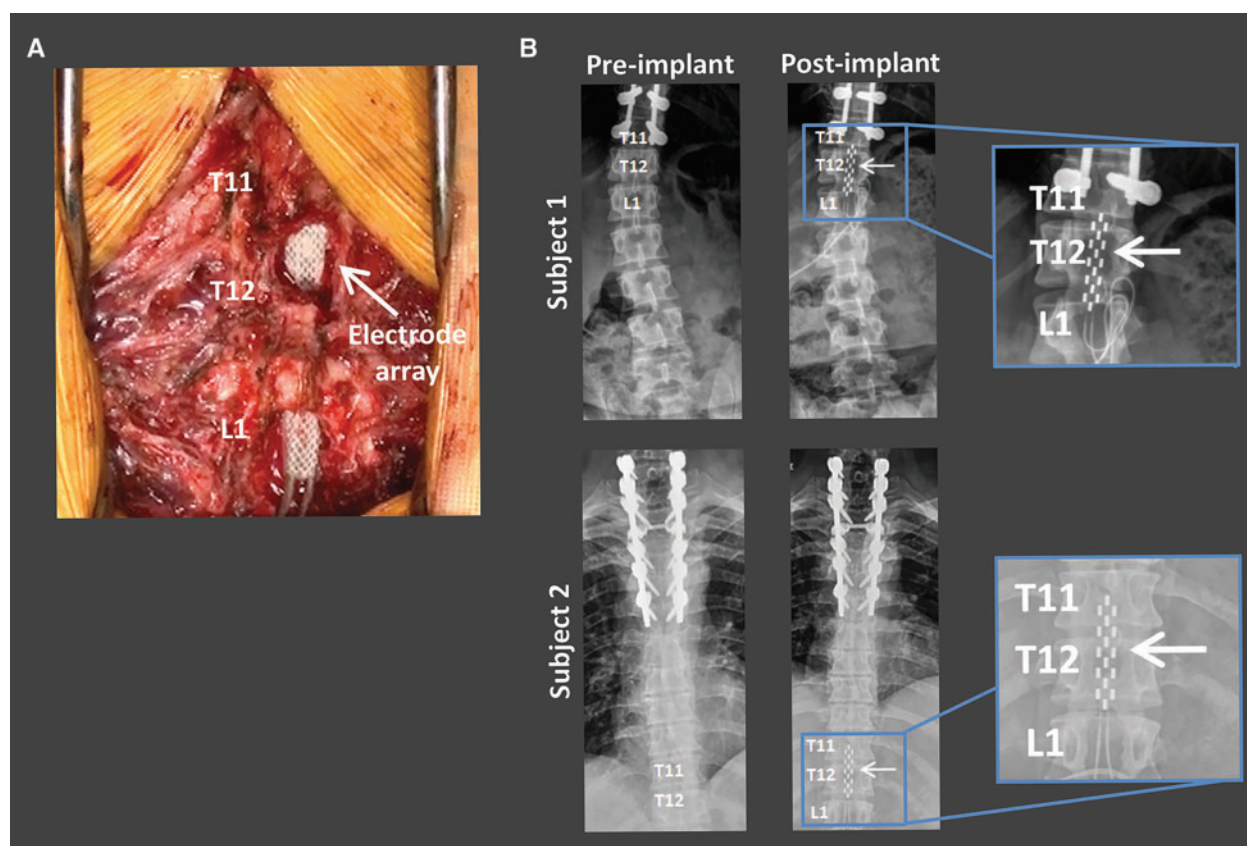 A
T11
T12
Electrode
array
L1
B
Pre-implant
Post-implant
Subject 1
T11
T12
L1
T11
T12
L1
T11
T12
L1
Subject 2
T11
T12
T11
T12
L1
T11
T12
L1